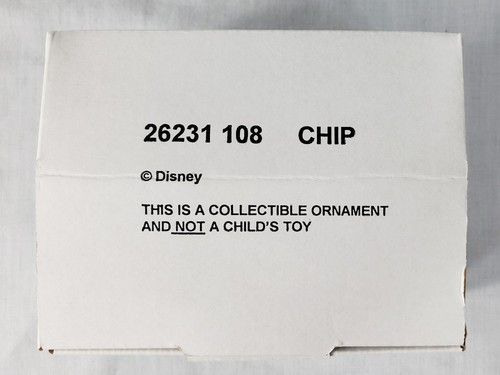 26231 108 CHIP
© Disney
THIS IS A COLLECTIBLE ORNAMENT
AND NOT A CHILD'S TOY